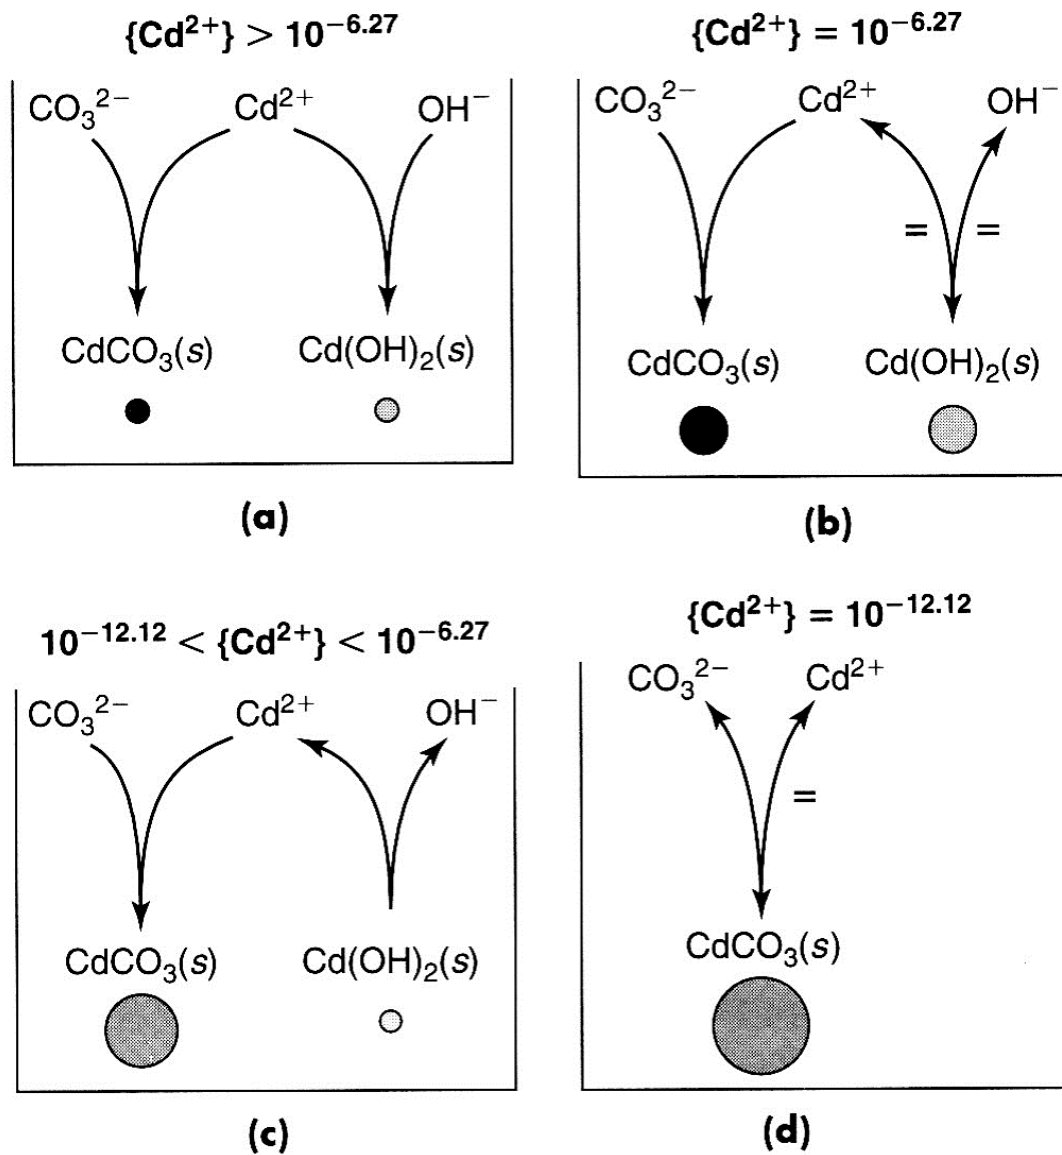 {Cd²⁺} > 10⁻⁶·²⁷
CO₃²⁻ Cd²⁺ OH⁻
CdCO₃(s) Cd(OH)₂(s)
(a)
{Cd²⁺} = 10⁻⁶·²⁷
CO₃²⁻ Cd²⁺ OH⁻
= =
CdCO₃(s) Cd(OH)₂(s)
(b)
10⁻¹²·¹² < {Cd²⁺} < 10⁻⁶·²⁷
CO₃²⁻ Cd²⁺ OH⁻
CdCO₃(s) Cd(OH)₂(s)
(c)
{Cd²⁺} = 10⁻¹²·¹²
CO₃²⁻ Cd²⁺
=
CdCO₃(s)
(d)